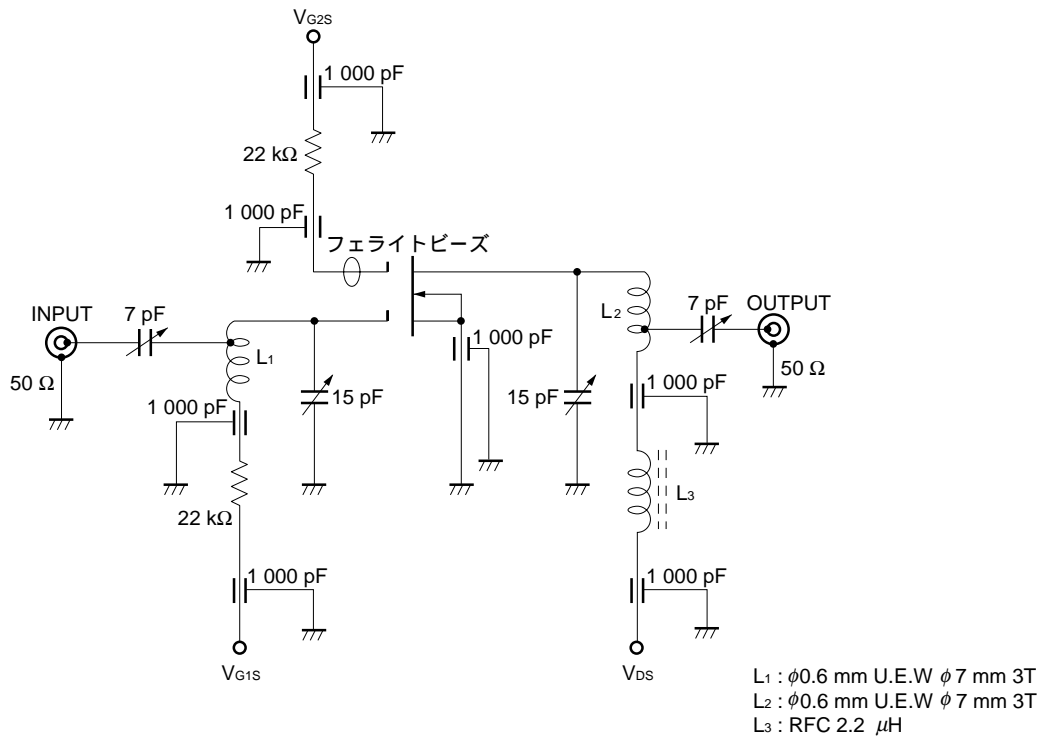 VG2S
1 000 pF
22 kΩ
1 000 pF
フェライトビーズ
INPUT
7 pF
L1
50 Ω
1 000 pF
15 pF
22 kΩ
1 000 pF
VG1S
1 000 pF
15 pF
L2
7 pF
OUTPUT
50 Ω
1 000 pF
L3
1 000 pF
VDS
L1 : φ0.6 mm U.E.W φ 7 mm 3T
L2 : φ0.6 mm U.E.W φ 7 mm 3T
L3 : RFC 2.2 μH